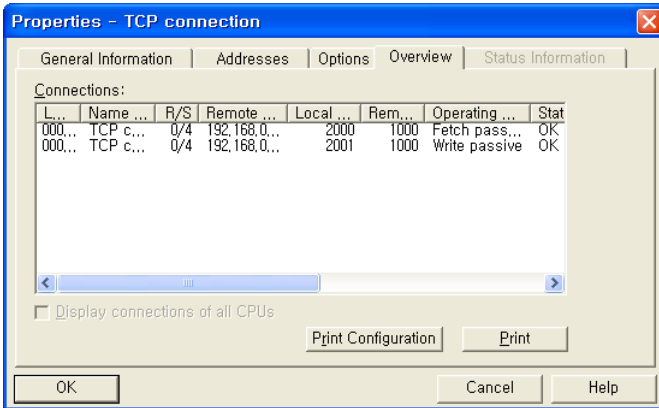 Properties - TCP connection
General Information Addresses Options Overview Status Information
Connections:
L... Name ... R/S Remote ... Local ... Rem... Operating ... Stat
000... TCP c... 0/4 192,168,0... 2000 1000 Fetch pass... OK
000... TCP c... 0/4 192,168,0... 2001 1000 Write passive OK
Display connections of all CPUs
Print Configuration Print
OK Cancel Help